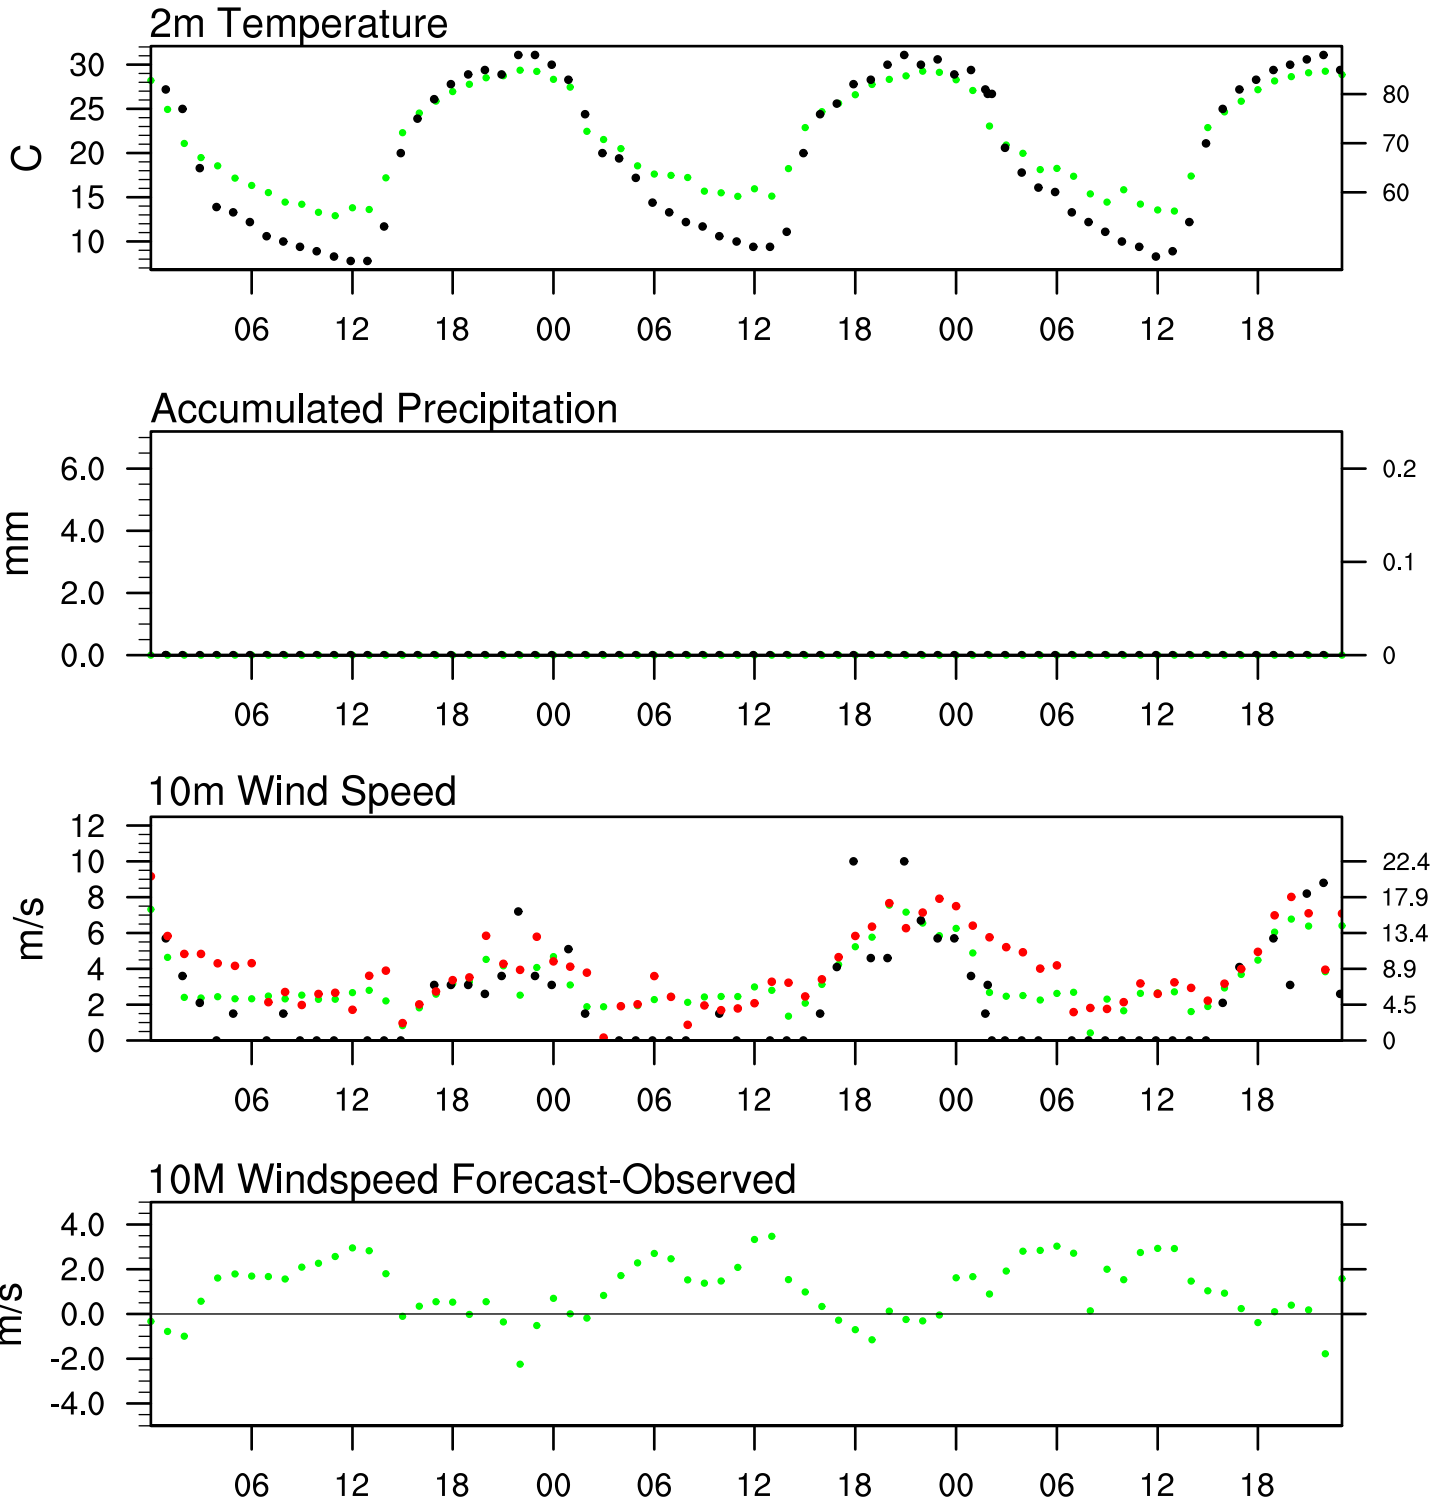 2m Temperature
30
25
20
15
10
C
80
70
60
06 12 18 00 06 12 18 00 06 12 18
Accumulated Precipitation
6.0
4.0
2.0
0.0
mm
0.2
0.1
0
06 12 18 00 06 12 18 00 06 12 18
10m Wind Speed
12
10
8
6
4
2
0
m/s
22.4
17.9
13.4
8.9
4.5
0
06 12 18 00 06 12 18 00 06 12 18
10M Windspeed Forecast-Observed
4.0
2.0
0.0
-2.0
-4.0
m/s
06 12 18 00 06 12 18 00 06 12 18